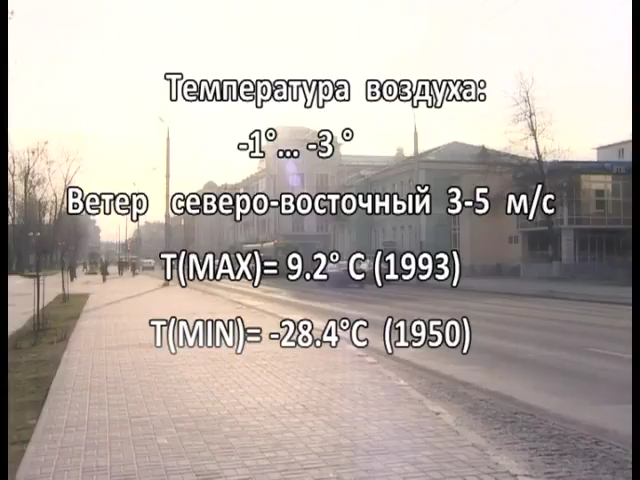 Температура воздуха:
-1°... -3 °
Ветер северо-восточный 3-5 м/с
T(MAX)= 9.2° C (1993)
T(MIN)= -28.4°C (1950)